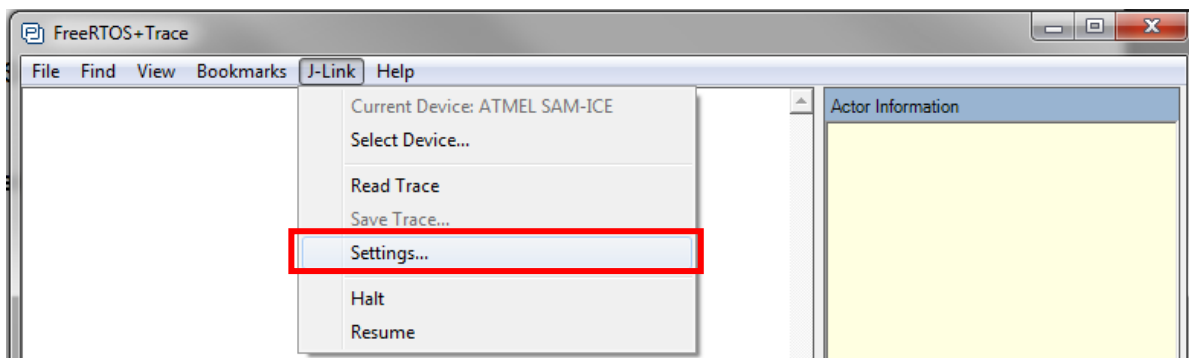 FreeRTOS+Trace
File Find View Bookmarks J-Link Help
Current Device: ATMEL SAM-ICE
Select Device...
Read Trace
Save Trace...
Settings...
Halt
Resume
Actor Information